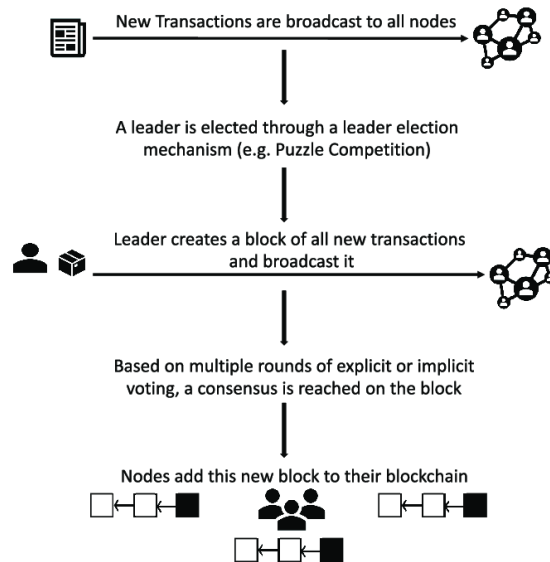 New Transactions are broadcast to all nodes
A leader is elected through a leader election
mechanism (e.g. Puzzle Competition)
Leader creates a block of all new transactions
and broadcast it
Based on multiple rounds of explicit or implicit
voting, a consensus is reached on the block
Nodes add this new block to their blockchain